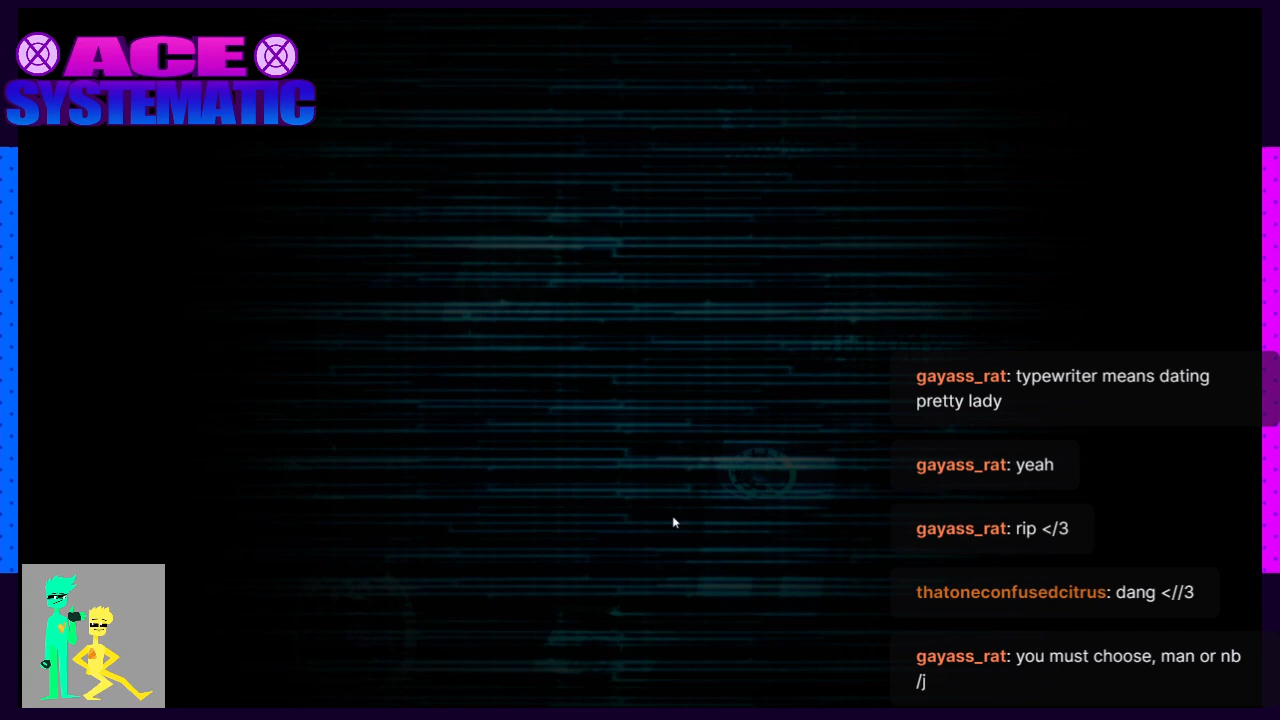 ACE
SYSTEMATIC
gayass_rat: typewriter means dating
pretty lady
gayass_rat: yeah
gayass_rat: rip </3
thatoneconfusedcitrus: dang <//3
gayass_rat: you must choose, man or nb
/j